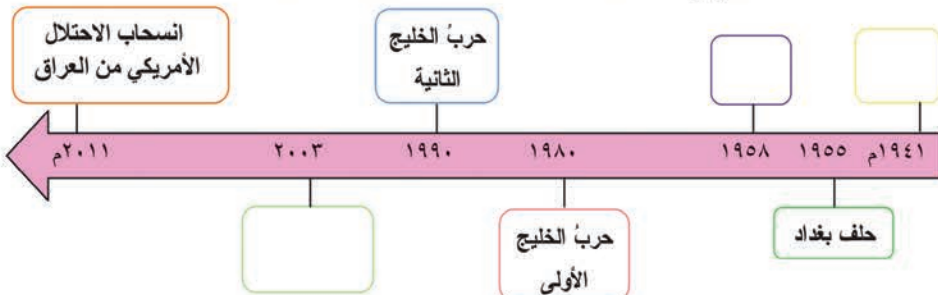 انسحاب الاحتلال
الأمريكي من العراق
حربُ الخليج
الثانية
١٩٤١م
١٩٥٥
١٩٥٨
١٩٨٠
١٩٩٠
٢٠٠٣
٢٠١١م
حلف بغداد
حربُ الخليج
الأولى